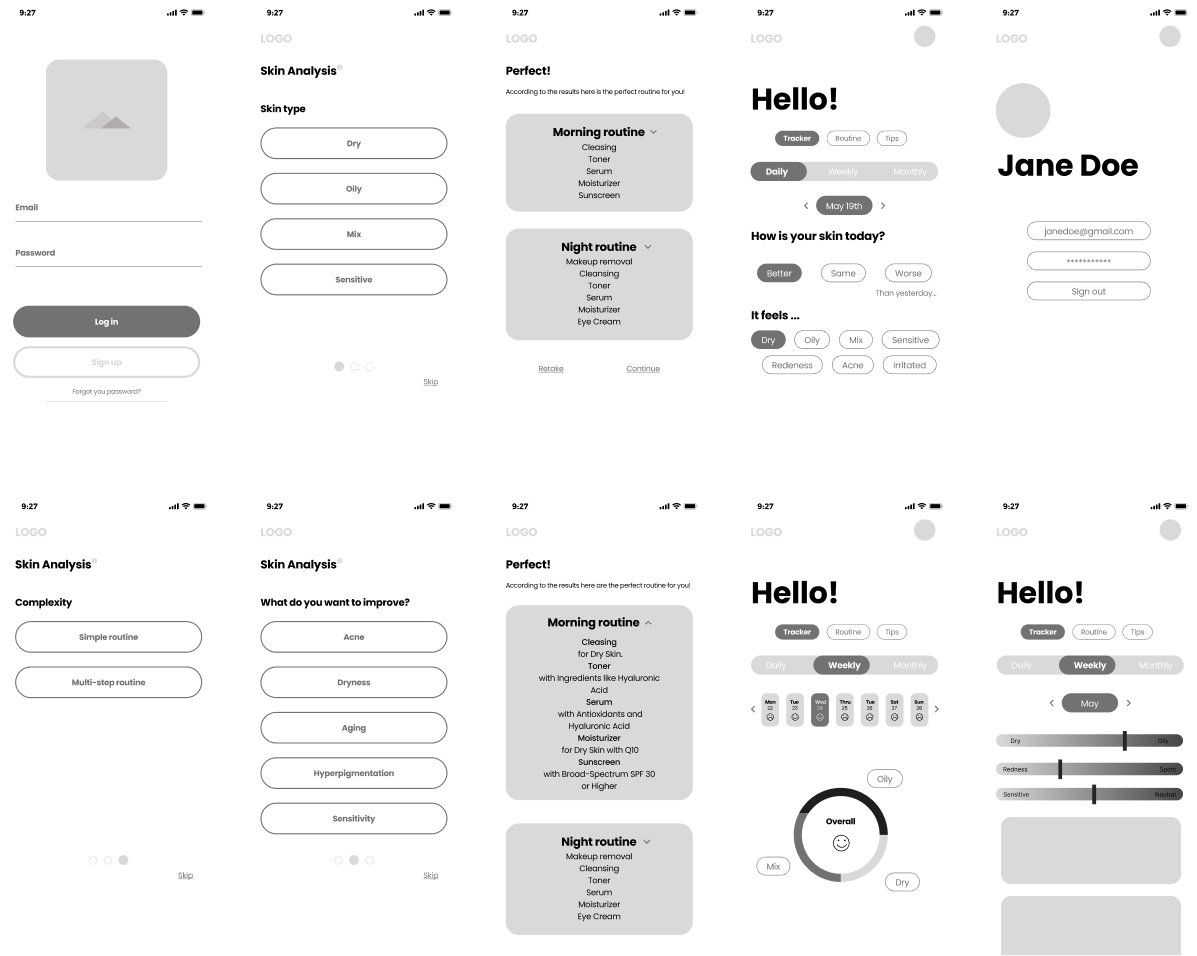 9:27
Email
Password
Log in
Sign up
Forgot you password?
9:27
LOGO
Skin Analysis
Skin type
Dry
Oily
Mix
Sensitive
Skip
9:27
LOGO
Perfect!
According to the results here is the perfect routine for you!
Morning routine
Cleasing
Toner
Serum
Moisturizer
Sunscreen
Night routine
Makeup removal
Cleansing
Toner
Serum
Moisturizer
Eye Cream
Retake Continue
9:27
LOGO
Hello!
Tracker Routine Tips
Daily Weekly Monthly
May 19th
How is your skin today?
Better Same Worse
Than yesterday...
It feels ...
Dry Oily Mix Sensitive
Redeness Acne Irritated
9:27
LOGO
Jane Doe
janedoe@gmail.com
***********
Sign out
9:27
LOGO
Skin Analysis
Complexity
Simple routine
Multi-step routine
Skip
9:27
LOGO
Skin Analysis
What do you want to improve?
Acne
Dryness
Aging
Hyperpigmentation
Sensitivity
Skip
9:27
LOGO
Perfect!
According to the results here are the perfect routine for you!
Morning routine
Cleasing
for Dry Skin.
Toner
with Ingredients like Hyaluronic
Acid
Serum
with Antioxidants and
Hyaluronic Acid
Moisturizer
for Dry Skin with Q10
Sunscreen
with Broad-Spectrum SPF 30
or Higher
Night routine
Makeup removal
Cleansing
Toner
Serum
Moisturizer
Eye Cream
9:27
LOGO
Hello!
Tracker Routine Tips
Daily Weekly Monthly
Mon Tue Wed Thru Tue Sat Sun
22 23 24 25 26 27 28
Oily
Overall
Mix
Dry
9:27
LOGO
Hello!
Tracker Routine Tips
Daily Weekly Monthly
May
Dry Oily
Redness Spots
Sensitive Neutral